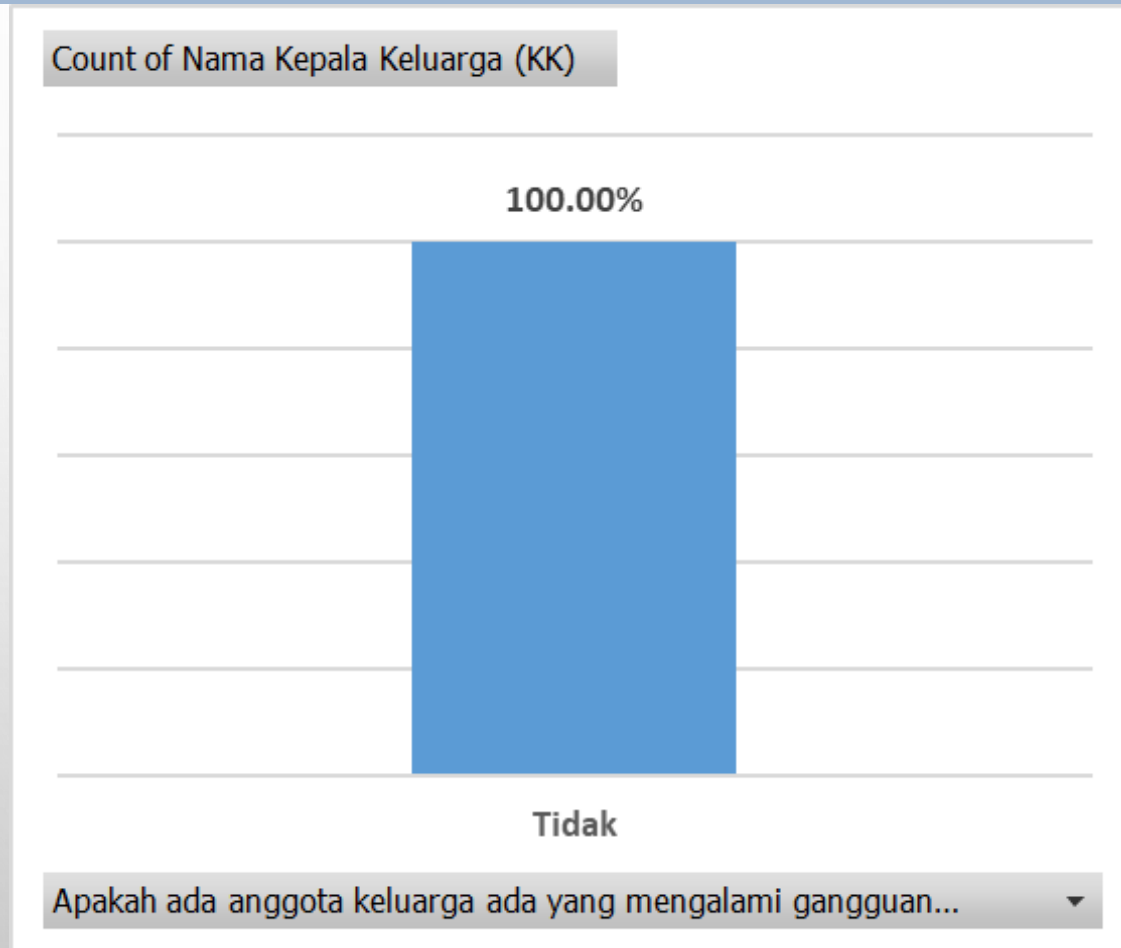 Count of Nama Kepala Keluarga (KK)
100.00%
Tidak
Apakah ada anggota keluarga ada yang mengalami gangguan...